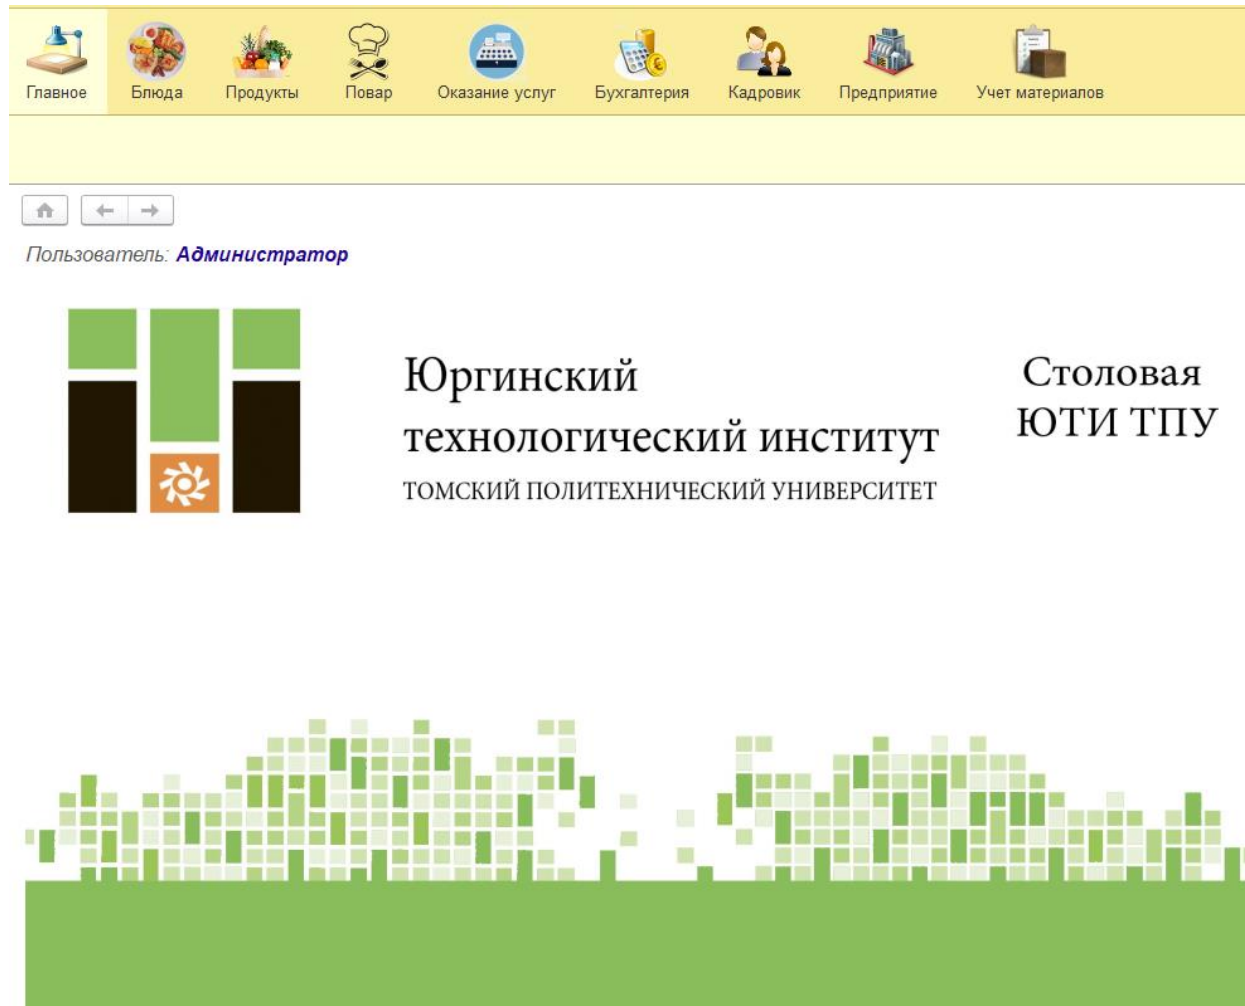 Главное Блюда Продукты Повар Оказание услуг Бухгалтерия Кадровик Предприятие Учет материалов
Пользователь: Администратор
Юргинский
технологический институт
ТОМСКИЙ ПОЛИТЕХНИЧЕСКИЙ УНИВЕРСИТЕТ
Столовая
ЮТИ ТПУ